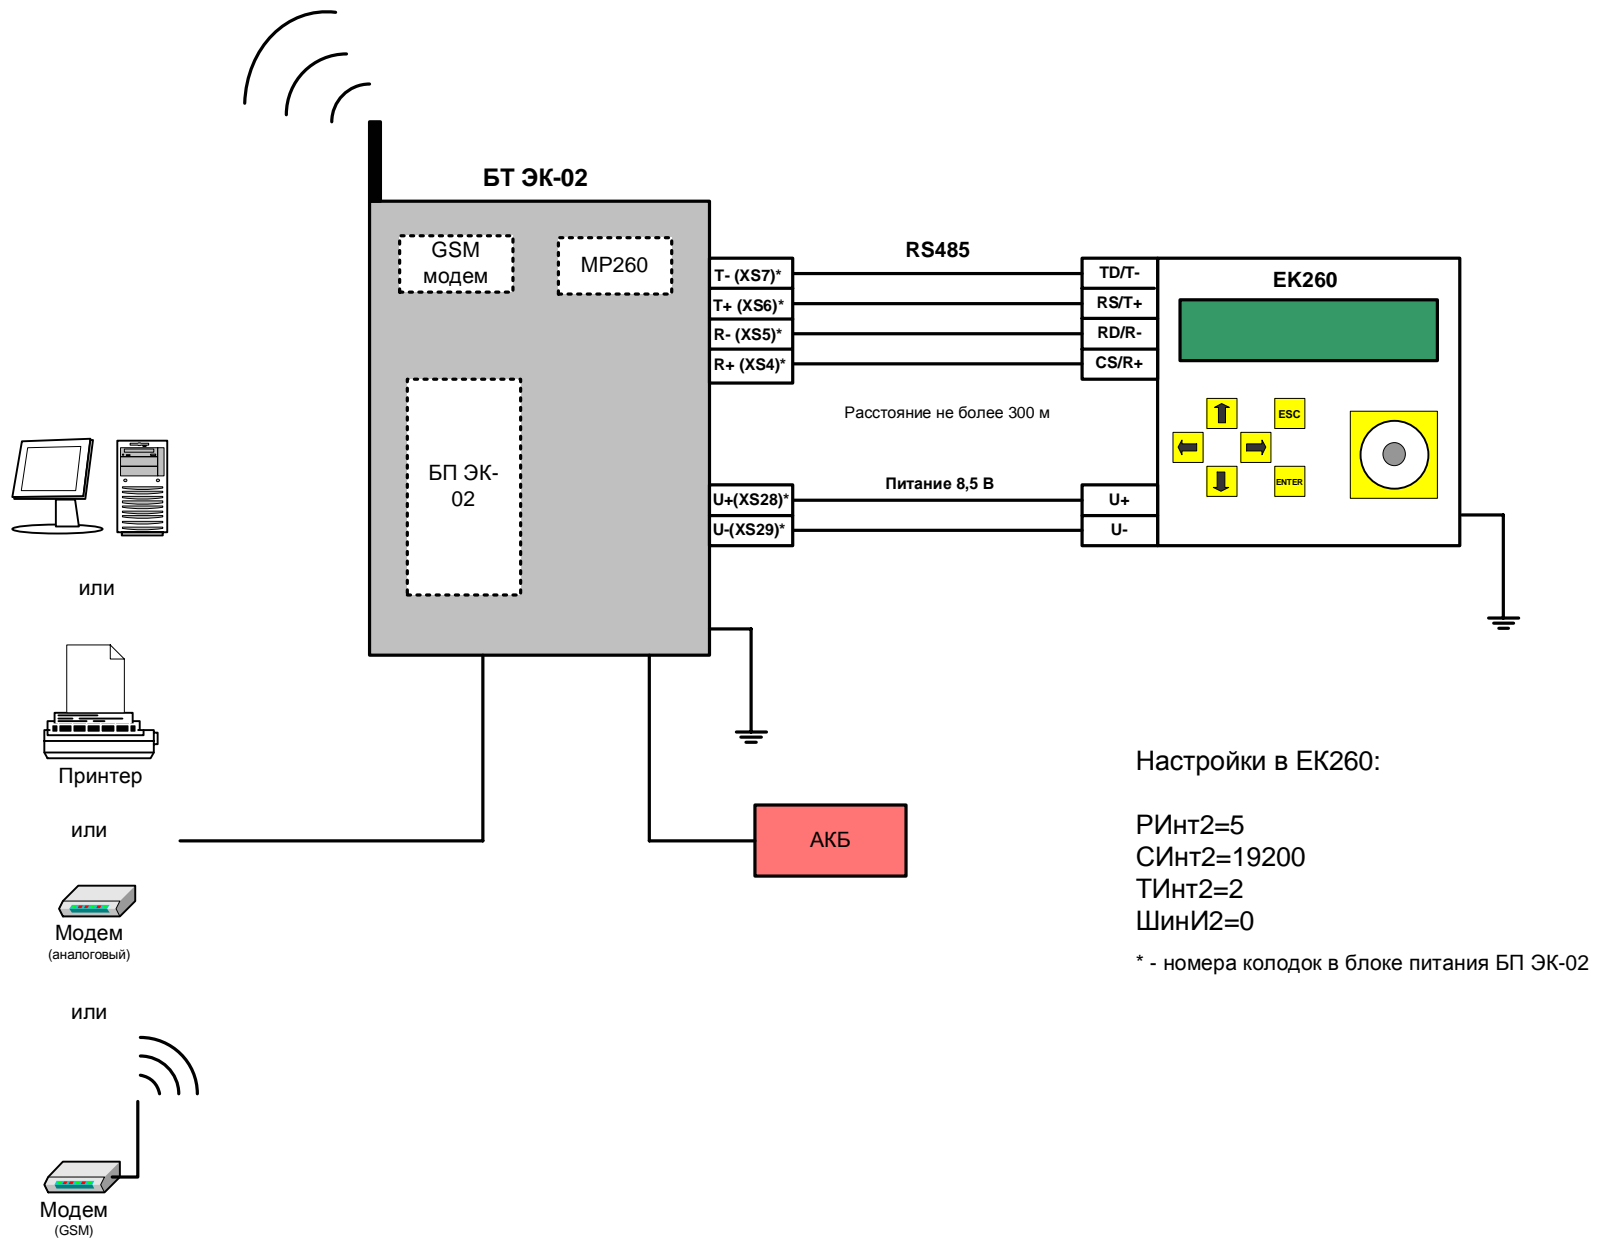 БТ ЭК-02
GSM
модем
МР260
БП ЭК-
02
T- (XS7)*
T+ (XS6)*
R- (XS5)*
R+ (XS4)*
U+(XS28)*
U-(XS29)*
RS485
Расстояние не более 300 м
Питание 8,5 В
TD/T-
RS/T+
RD/R-
CS/R+
U+
U-
EK260
ESC
ENTER
или
Принтер
или
Модем
(аналоговый)
или
Модем
(GSM)
АКБ
Настройки в ЕК260:
РИнт2=5
СИнт2=19200
ТИнт2=2
ШинИ2=0
* - номера колодок в блоке питания БП ЭК-02